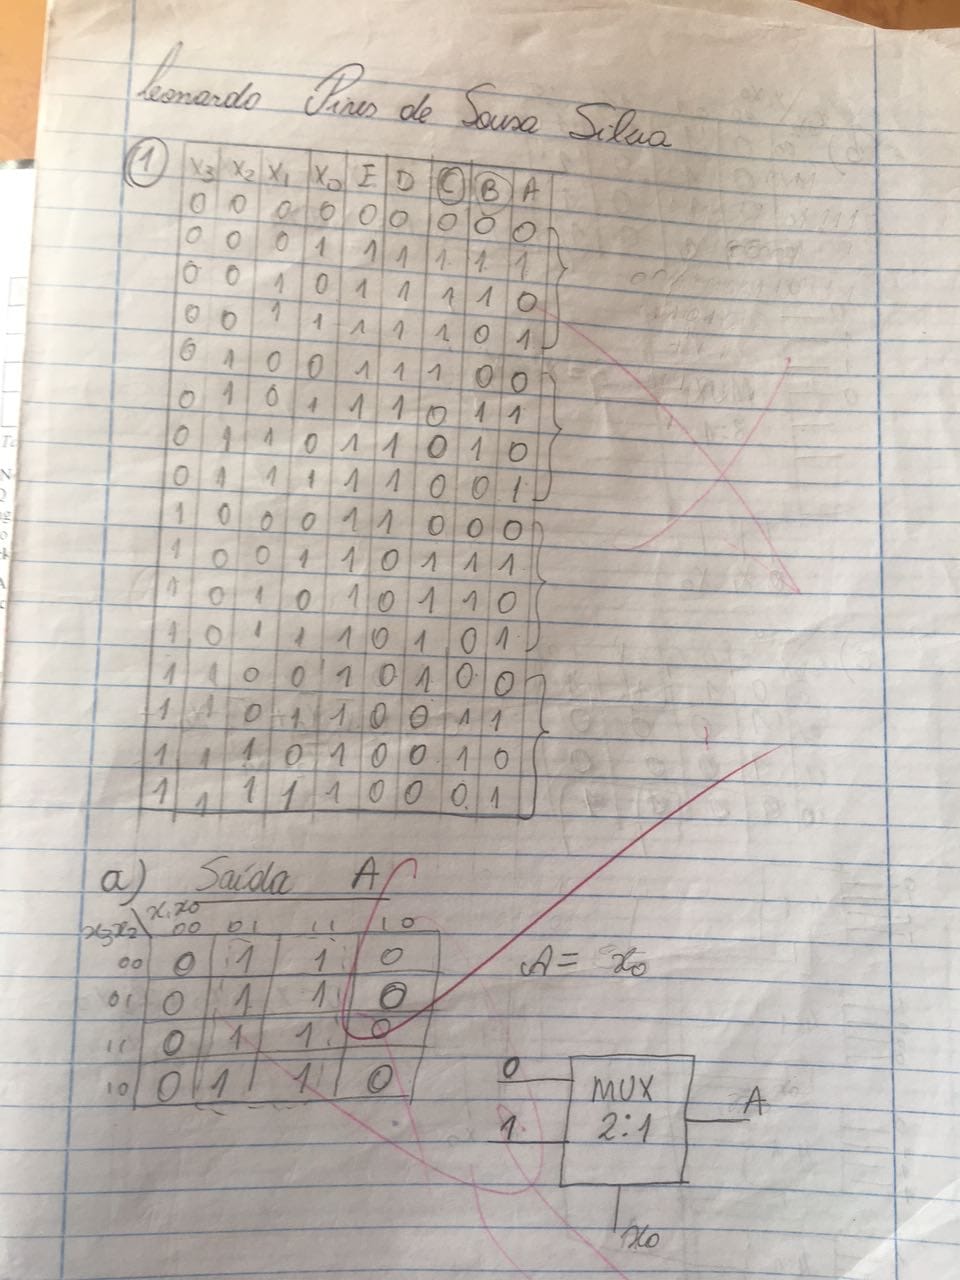 Leonardo Pires de Sousa Silva
1
X3 X2 X1 X0 E D C B A
0 0 0 0 0 0 0 0 0
0 0 0 1 1 1 1 1 1
0 0 1 0 1 1 1 1 0
0 0 1 1 1 1 1 0 1
0 1 0 0 1 1 1 0 0
0 1 0 1 1 1 0 1 1
0 1 1 0 1 1 0 1 0
0 1 1 1 1 1 0 0 1
1 0 0 0 1 1 0 0 0
1 0 0 1 1 0 1 1 1
1 0 1 0 1 0 1 1 0
1 0 1 1 1 0 1 0 1
1 1 0 0 1 0 1 0 0
1 1 0 1 1 0 0 1 1
1 1 1 0 1 0 0 1 0
1 1 1 1 1 0 0 0 1
a) Saída A
x3x2\x1x0 00 01 11 10
00 0 1 1 0
01 0 1 1 0
11 0 1 1 0
10 0 1 1 0
A = x0
0
1
MUX
2:1
A
x0